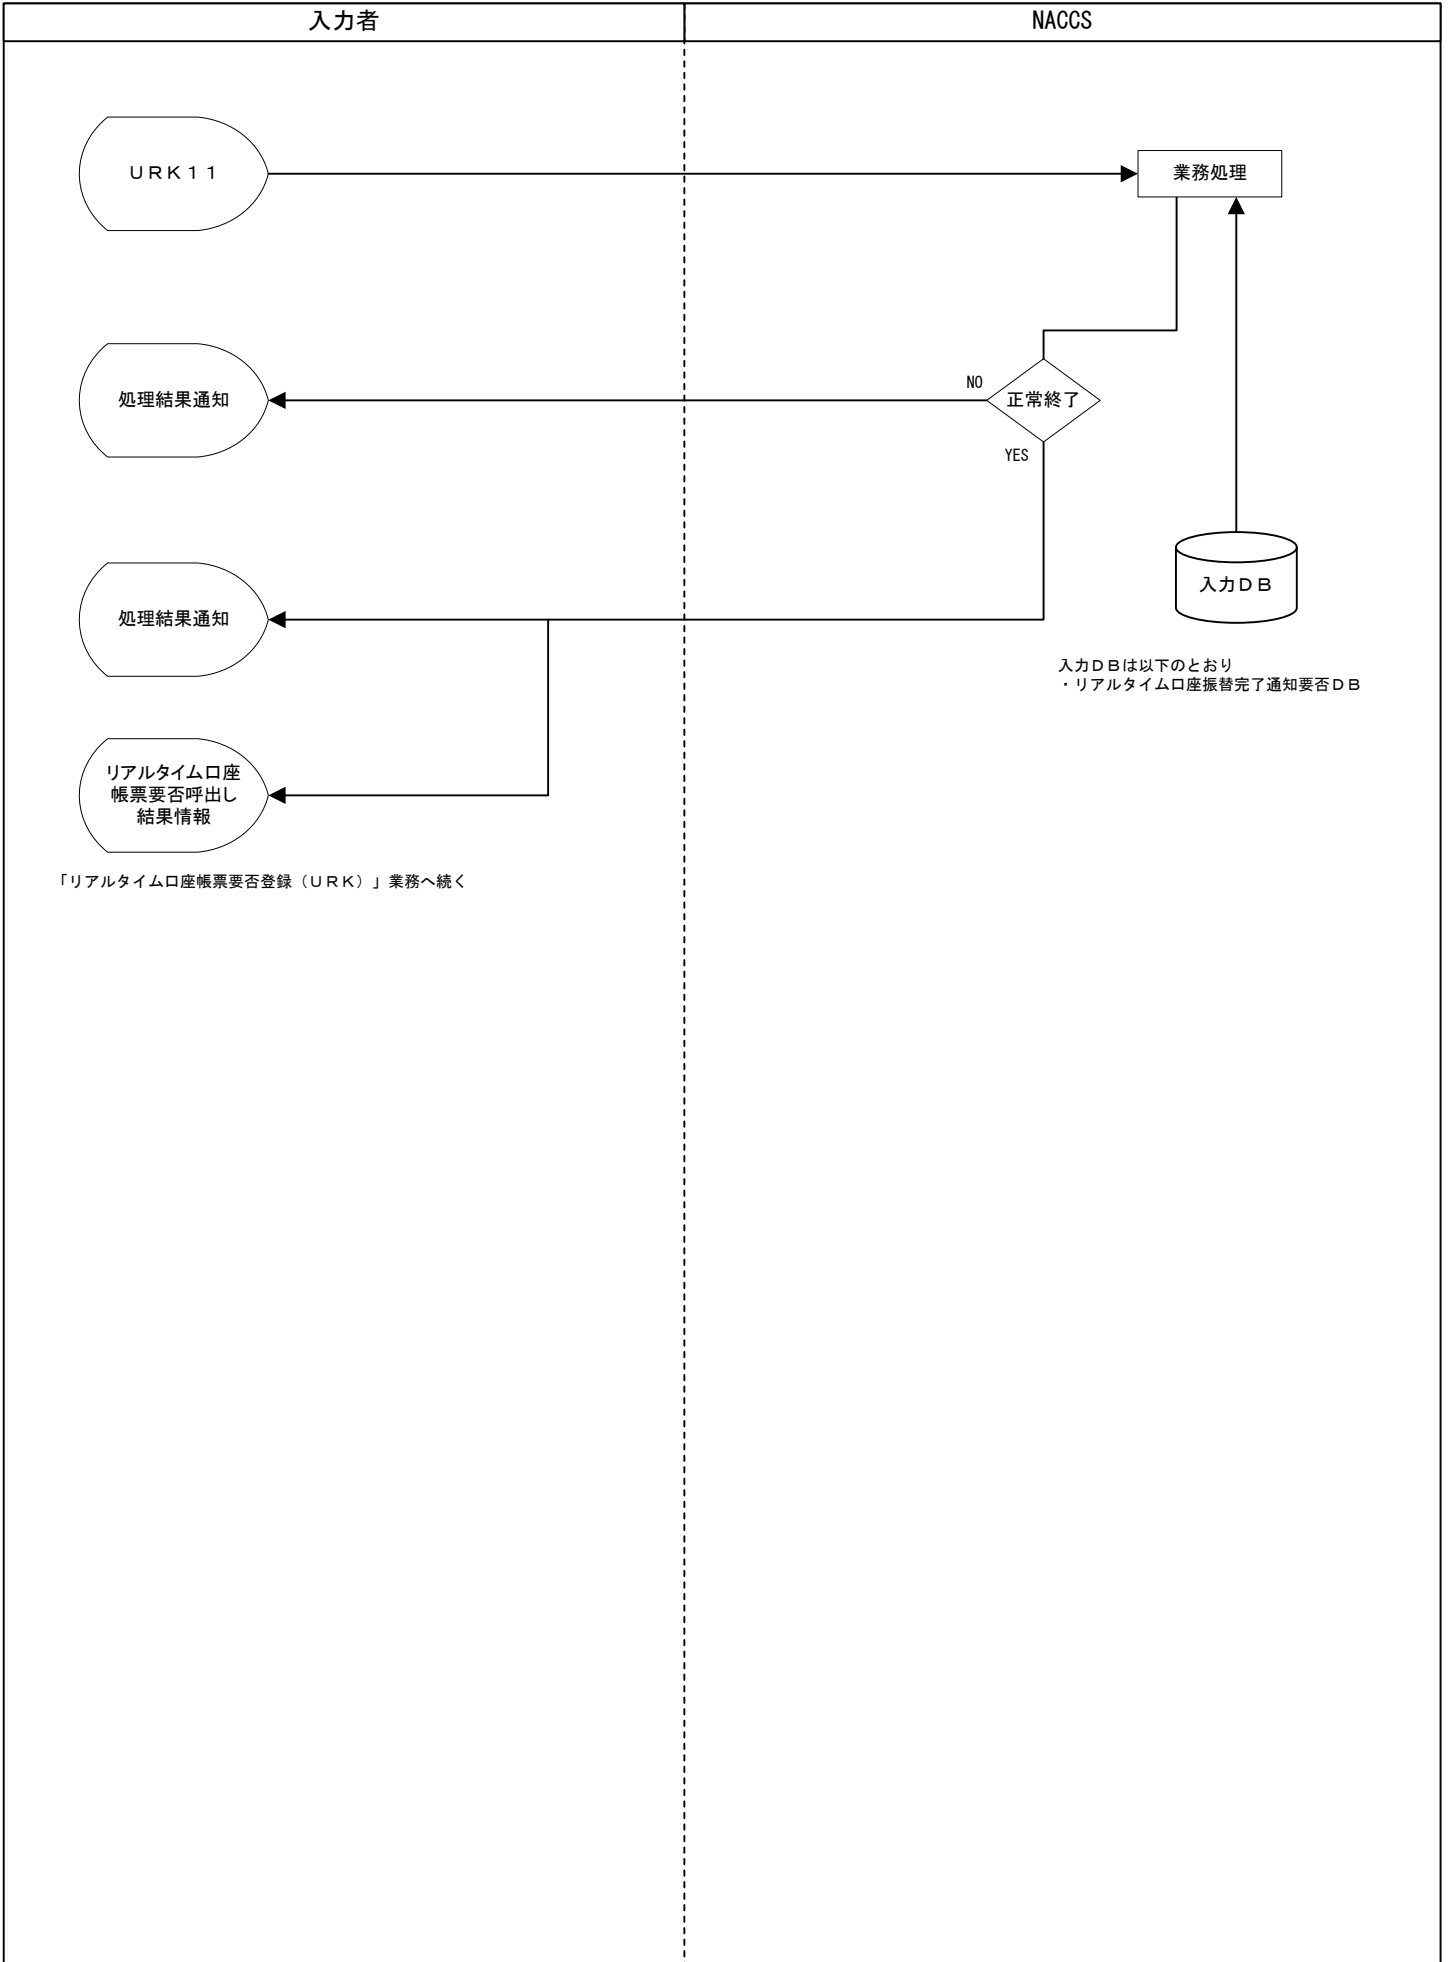 入力者
NACCS
ＵＲＫ１１
業務処理
処理結果通知
NO
正常終了
YES
処理結果通知
入力ＤＢ
入力ＤＢは以下のとおり
・リアルタイム口座振替完了通知要否ＤＢ
リアルタイム口座
帳票要否呼出し
結果情報
「リアルタイム口座帳票要否登録（ＵＲＫ）」業務へ続く